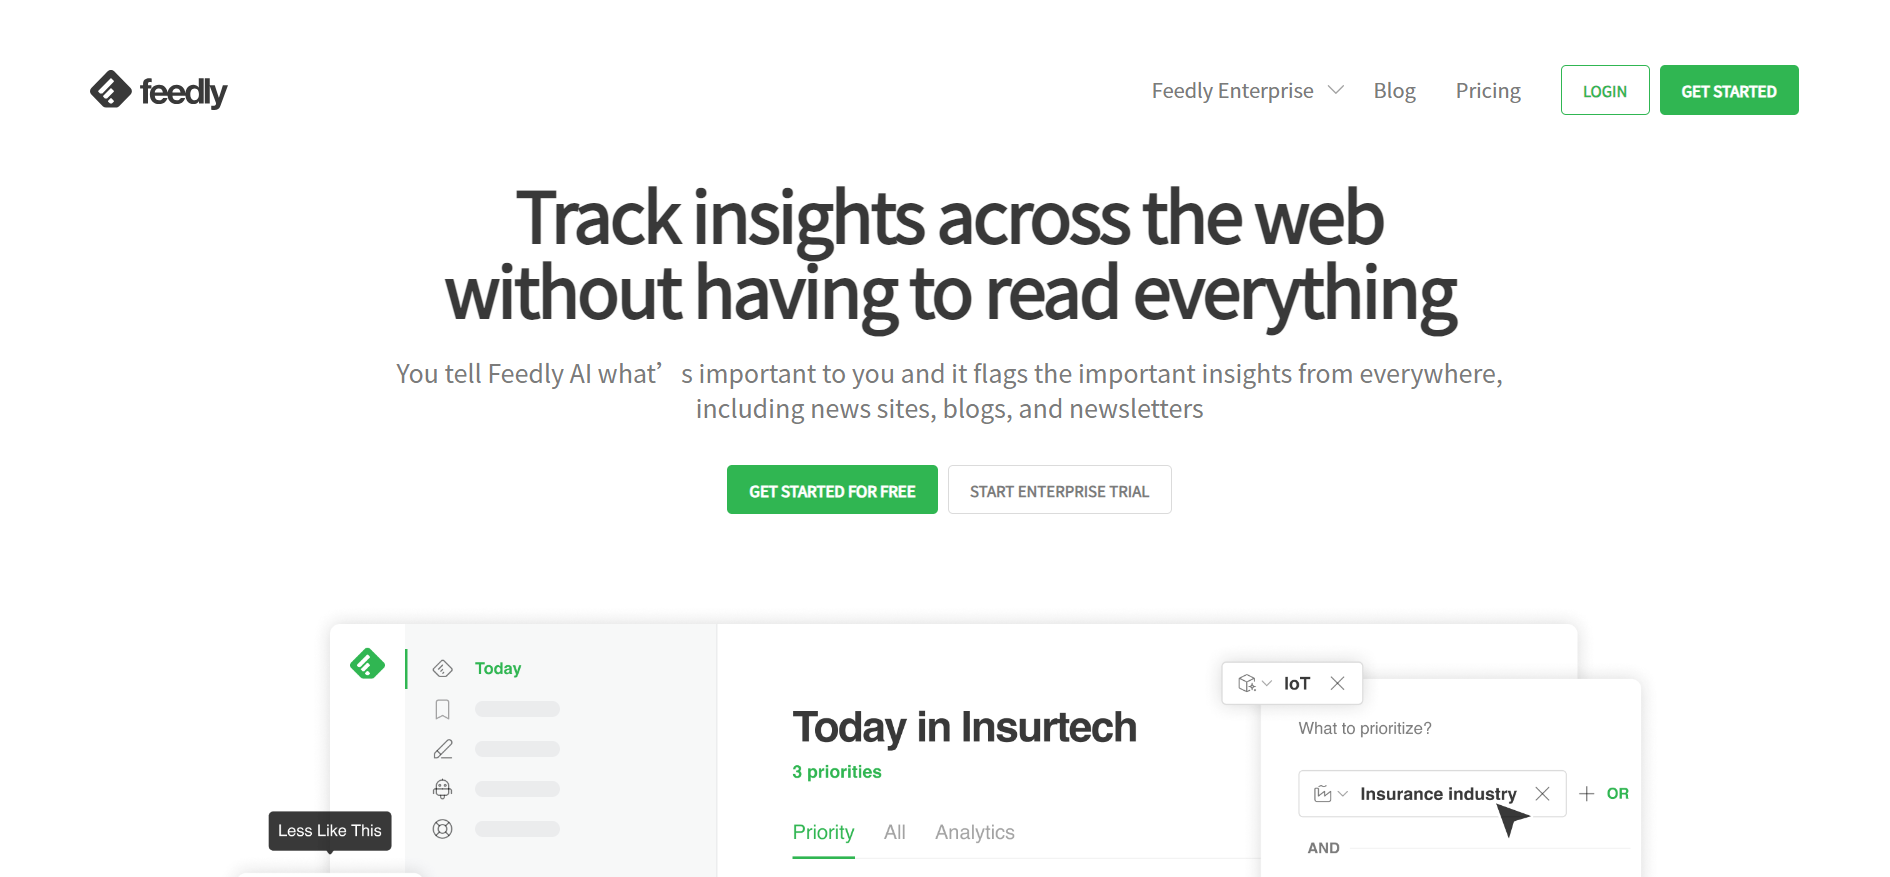 feedly
Feedly Enterprise
Blog
Pricing
LOGIN
GET STARTED
Track insights across the web
without having to read everything
You tell Feedly AI what’s important to you and it flags the important insights from everywhere,
including news sites, blogs, and newsletters
GET STARTED FOR FREE
START ENTERPRISE TRIAL
Today
Today in Insurtech
3 priorities
Priority
All
Analytics
IoT
What to prioritize?
Insurance industry
OR
AND
Less Like This